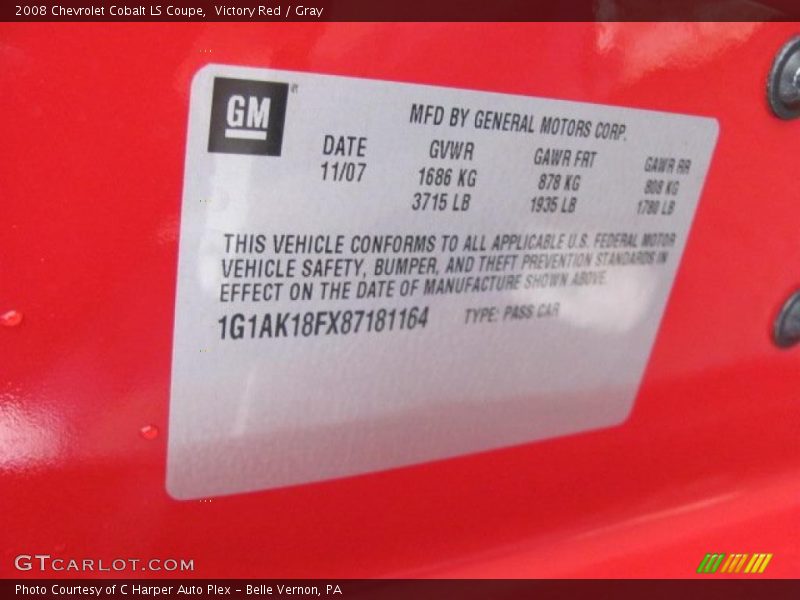 2008 Chevrolet Cobalt LS Coupe, Victory Red / Gray
GM
MFD BY GENERAL MOTORS CORP.
DATE GVWR GAWR FRT GAWR RR
11/07 1686 KG 878 KG 808 KG
3715 LB 1935 LB 1780 LB
THIS VEHICLE CONFORMS TO ALL APPLICABLE U.S. FEDERAL MOTOR
VEHICLE SAFETY, BUMPER, AND THEFT PREVENTION STANDARDS IN
EFFECT ON THE DATE OF MANUFACTURE SHOWN ABOVE.
1G1AK18FX87181164 TYPE: PASS CAR
GTCARLOT.COM
Photo Courtesy of C Harper Auto Plex - Belle Vernon, PA